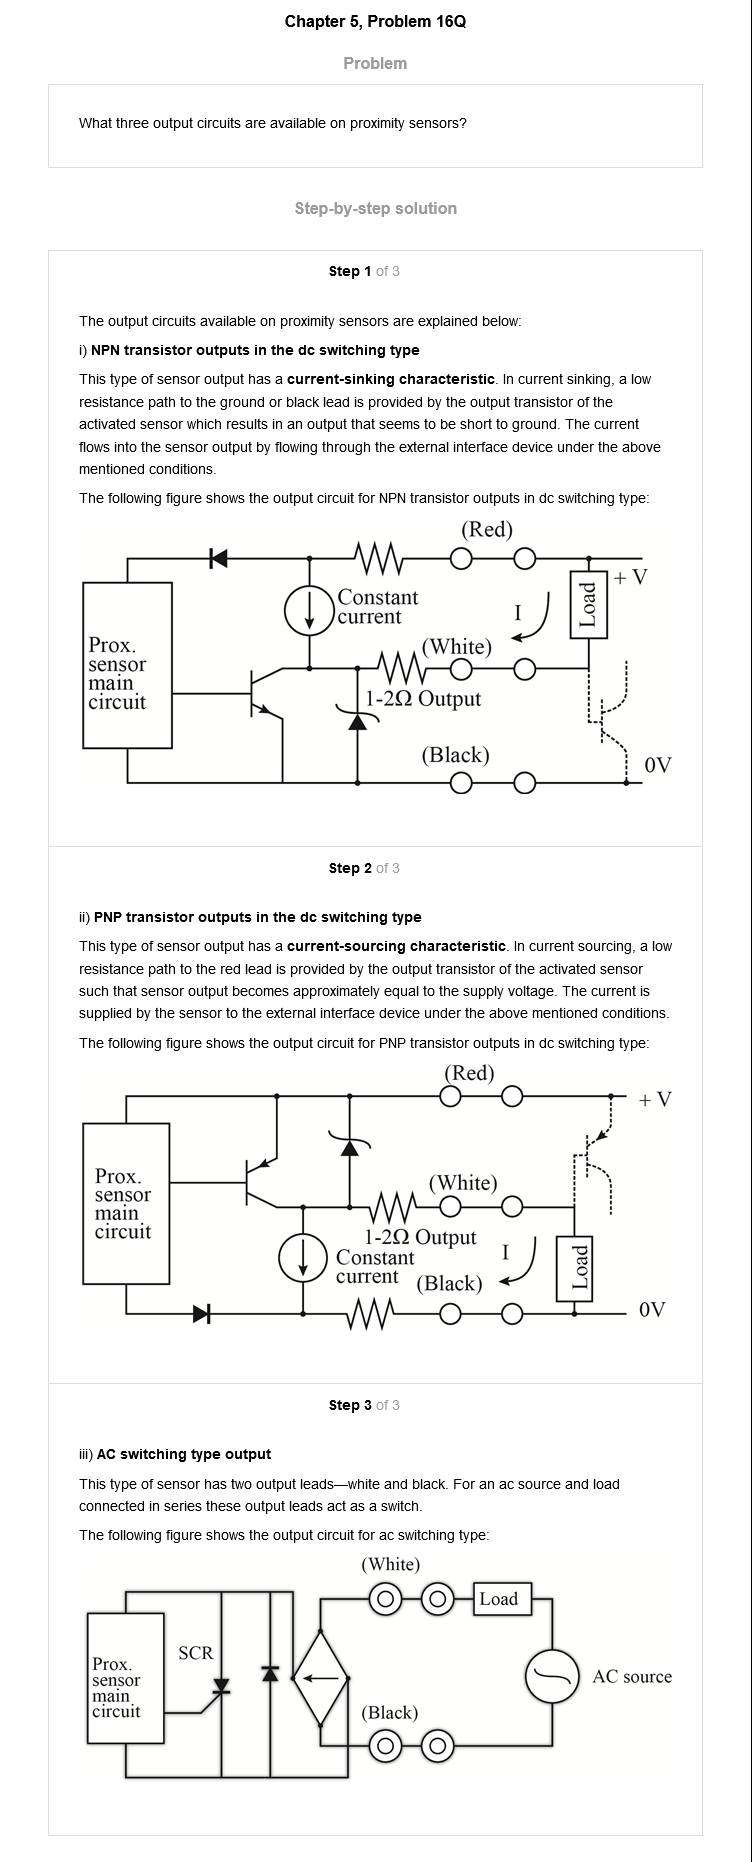 Chapter 5, Problem 16Q
Problem
What three output circuits are available on proximity sensors?
Step-by-step solution
Step 1 of 3
The output circuits available on proximity sensors are explained below:
i) NPN transistor outputs in the dc switching type
This type of sensor output has a current-sinking characteristic. In current sinking, a low
resistance path to the ground or black lead is provided by the output transistor of the
activated sensor which results in an output that seems to be short to ground. The current
flows into the sensor output by flowing through the external interface device under the above
mentioned conditions.
The following figure shows the output circuit for NPN transistor outputs in dc switching type:
(Red)
+ V
Constant
current
I
Load
Prox.
sensor
main
circuit
(White)
1-2Ω Output
(Black)
0V
Step 2 of 3
ii) PNP transistor outputs in the dc switching type
This type of sensor output has a current-sourcing characteristic. In current sourcing, a low
resistance path to the red lead is provided by the output transistor of the activated sensor
such that sensor output becomes approximately equal to the supply voltage. The current is
supplied by the sensor to the external interface device under the above mentioned conditions.
The following figure shows the output circuit for PNP transistor outputs in dc switching type:
(Red)
+ V
Prox.
sensor
main
circuit
(White)
1-2Ω Output
Constant
current
I
Load
(Black)
0V
Step 3 of 3
iii) AC switching type output
This type of sensor has two output leads—white and black. For an ac source and load
connected in series these output leads act as a switch.
The following figure shows the output circuit for ac switching type:
(White)
Load
SCR
Prox.
sensor
main
circuit
AC source
(Black)